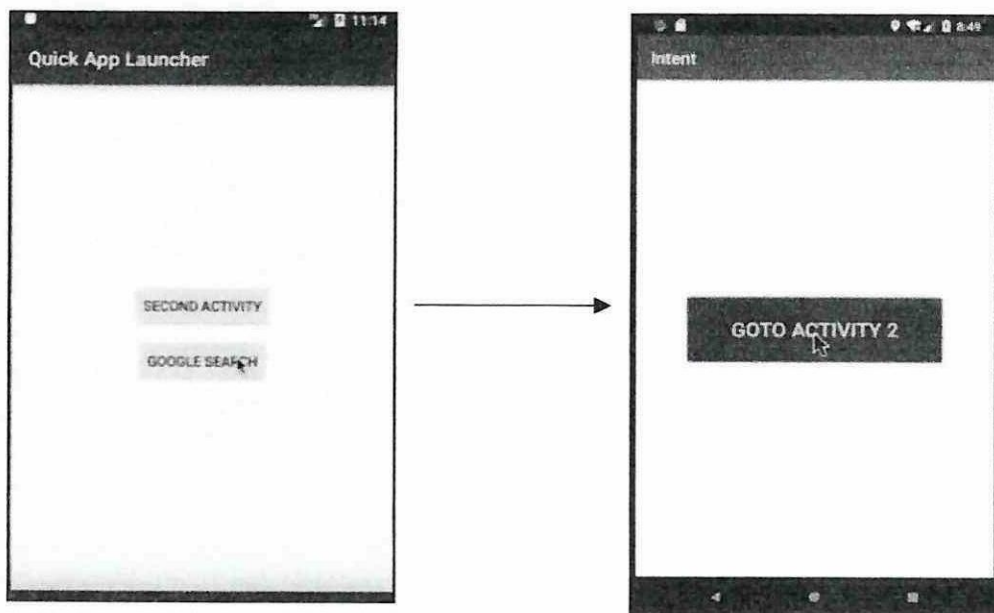 11:14
Quick App Launcher
SECOND ACTIVITY
GOOGLE SEARCH
8:49
Intent
GOTO ACTIVITY 2